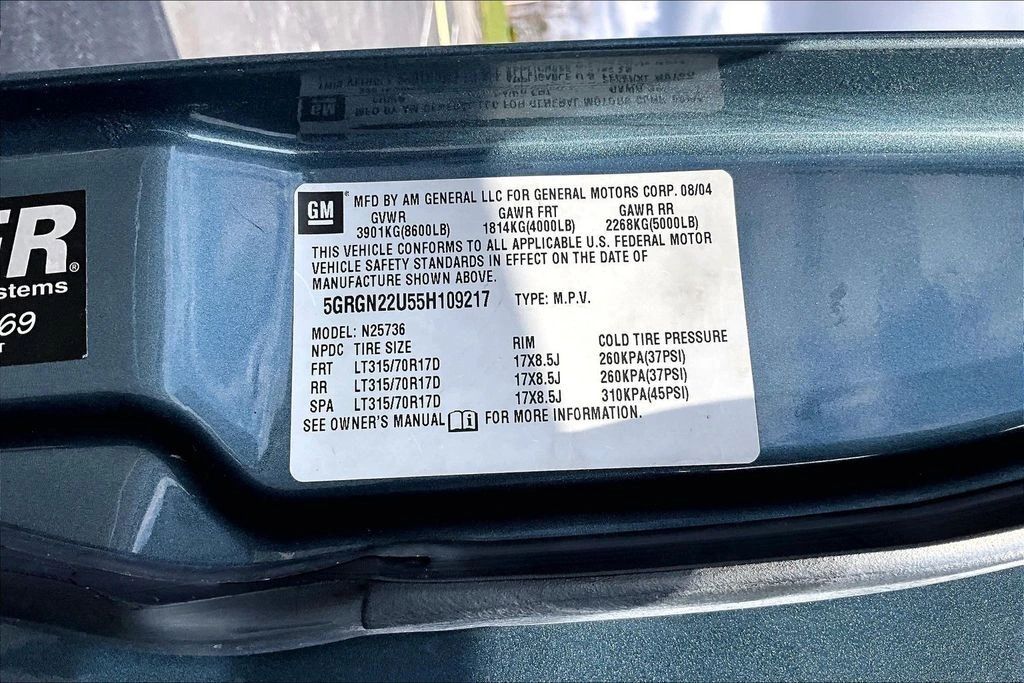 GM® MFD BY AM GENERAL LLC FOR GENERAL MOTORS CORP. 08/04
GVWR GAWR FRT GAWR RR
3901KG(8600LB) 1814KG(4000LB) 2268KG(5000LB)
THIS VEHICLE CONFORMS TO ALL APPLICABLE U.S. FEDERAL MOTOR
VEHICLE SAFETY STANDARDS IN EFFECT ON THE DATE OF
MANUFACTURE SHOWN ABOVE.
5GRGN22U55H109217 TYPE: M.P.V.
MODEL: N25736
NPDC TIRE SIZE RIM COLD TIRE PRESSURE
FRT LT315/70R17D 17X8.5J 260KPA(37PSI)
RR LT315/70R17D 17X8.5J 260KPA(37PSI)
SPA LT315/70R17D 17X8.5J 310KPA(45PSI)
SEE OWNER'S MANUAL i FOR MORE INFORMATION.
ER®
stems
69
T